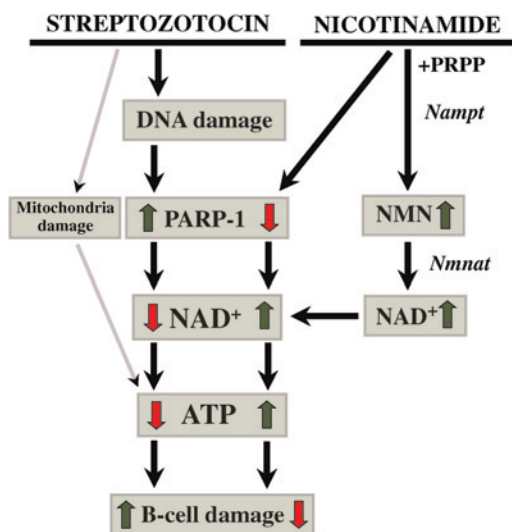 STREPTOZOTOCIN
NICOTINAMIDE
+PRPP
Nampt
DNA damage
Mitochondria
damage
PARP-1
NMN
Nmnat
NAD+
NAD+
ATP
B-cell damage